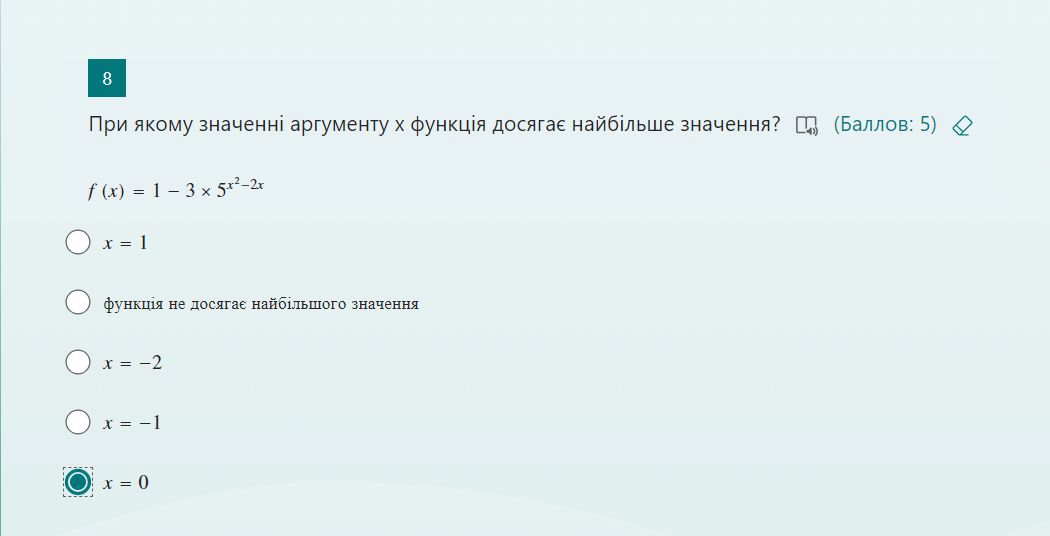 8
При якому значенні аргументу х функція досягає найбільше значення? (Баллов: 5)
f (x) = 1 − 3 × 5^{x^2−2x}
x = 1
функція не досягає найбільшого значення
x = −2
x = −1
x = 0